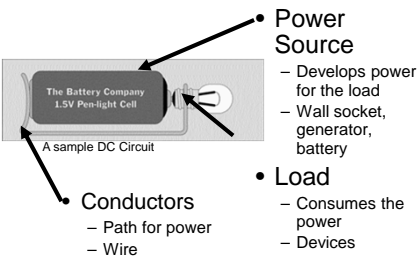 • Power
Source
– Develops power
for the load
– Wall socket,
generator,
battery
The Battery Company
1.5V Pen-light Cell
A sample DC Circuit
• Load
– Consumes the
power
– Devices
• Conductors
– Path for power
– Wire